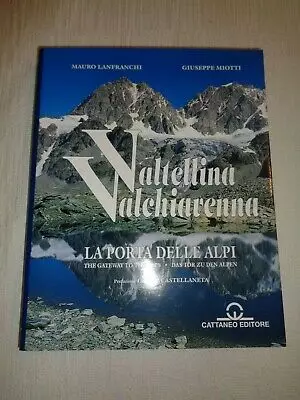 MAURO LANFRANCHI GIUSEPPE MIOTTI
Valtellina
Valchiavenna
LA PORTA DELLE ALPI
THE GATEWAY TO THE ALPS • DAS TOR ZU DEN ALPEN
CASTELLANETA
CATTANEO EDITORE